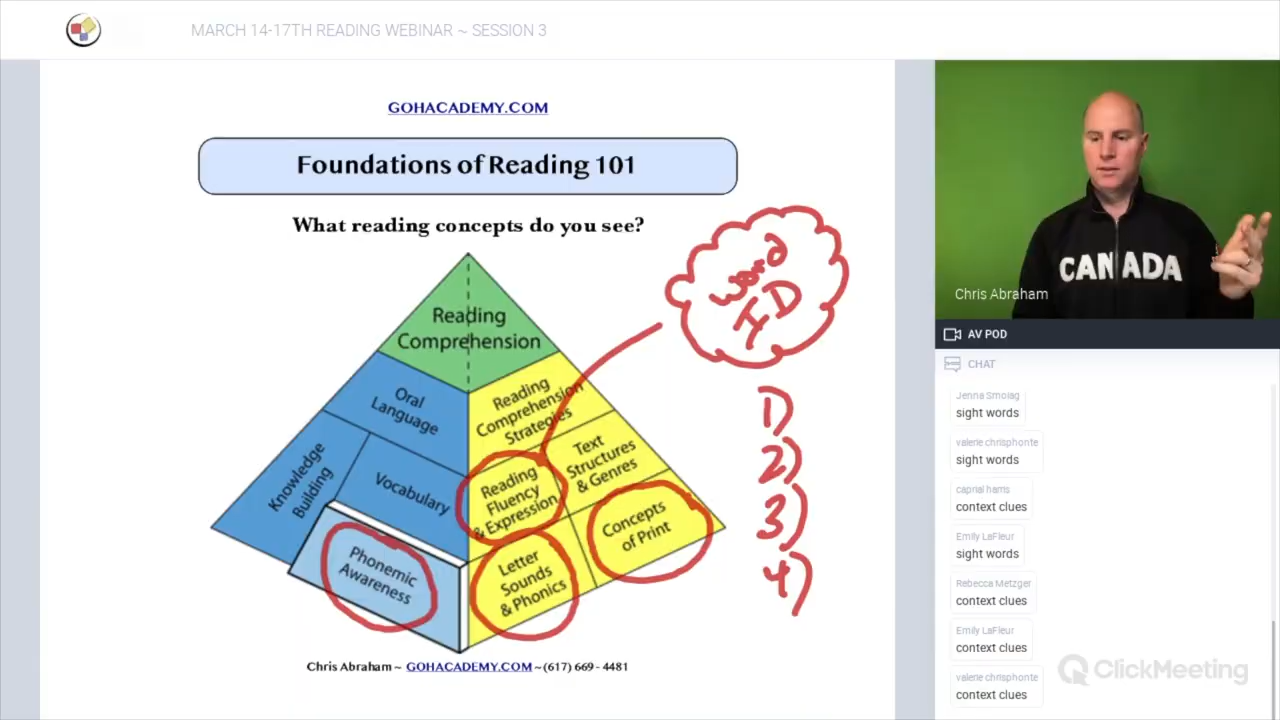 MARCH 14-17TH READING WEBINAR ~ SESSION 3
GOHACADEMY.COM
Foundations of Reading 101
What reading concepts do you see?
word
ID
Reading
Comprehension
Oral
Language
Reading
Comprehension
Strategies
Knowledge
Building
Vocabulary
Reading
Fluency
& Expression
Text
Structures
& Genres
Phonemic
Awareness
Letter
Sounds
& Phonics
Concepts
of Print
1)
2)
3)
4)
Chris Abraham ~ GOHACADEMY.COM ~ (617) 669 - 4481
CANADA
Chris Abraham
AV POD
CHAT
Jenna Smolag
sight words
valerie chrisphonte
sight words
caprial harris
context clues
Emily LaFleur
sight words
Rebecca Metzger
context clues
Emily LaFleur
context clues
valerie chrisphonte
context clues
ClickMeeting